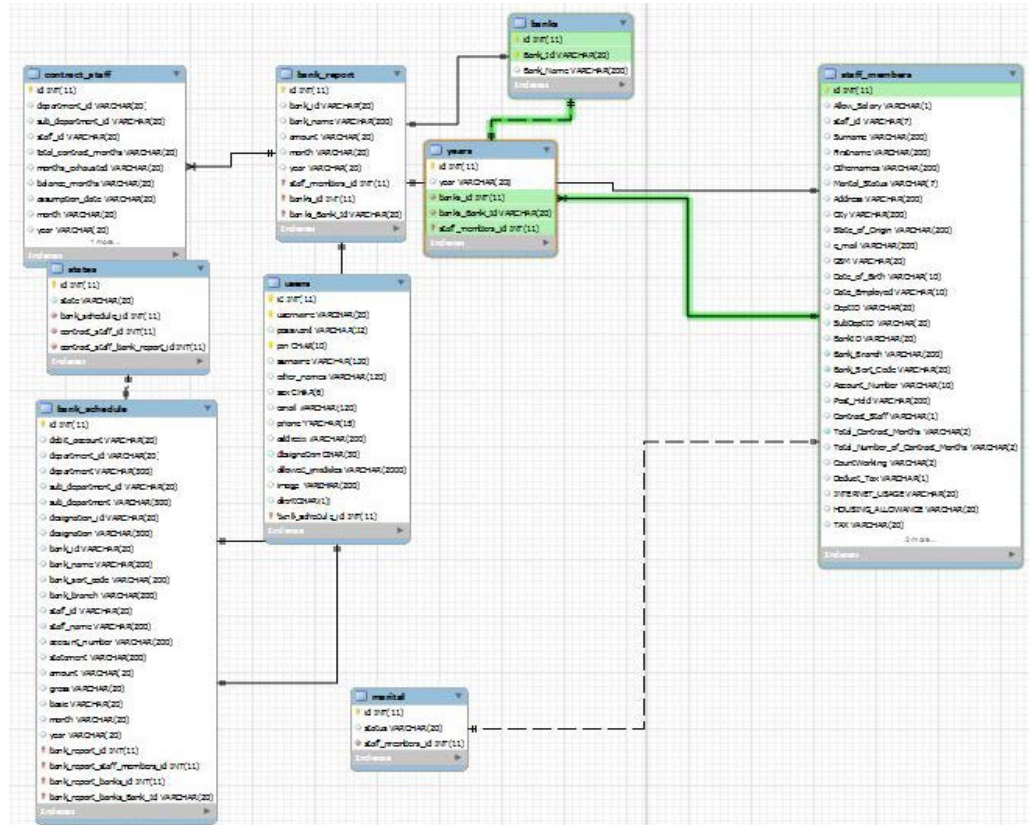 banks
id INT(11)
Bank_Id VARCHAR(20)
Bank_Name VARCHAR(200)
Indexes
contract_staff
id INT(11)
department_id VARCHAR(20)
sub_department_id VARCHAR(20)
staff_id VARCHAR(20)
total_contract_months VARCHAR(20)
months_exhausted VARCHAR(20)
balance_months VARCHAR(20)
assumption_date VARCHAR(20)
month VARCHAR(20)
year VARCHAR(20)
1 more...
Indexes
bank_report
id INT(11)
bank_id VARCHAR(20)
bank_name VARCHAR(200)
amount VARCHAR(20)
month VARCHAR(20)
year VARCHAR(20)
staff_members_id INT(11)
banks_id INT(11)
banks_Bank_Id VARCHAR(20)
Indexes
years
id INT(11)
year VARCHAR(20)
banks_id INT(11)
banks_Bank_Id VARCHAR(20)
staff_members_id INT(11)
Indexes
staff_members
id INT(11)
Allow_Salary VARCHAR(1)
staff_id VARCHAR(7)
Surname VARCHAR(200)
Firstname VARCHAR(200)
Othernames VARCHAR(200)
Marital_Status VARCHAR(7)
Address VARCHAR(200)
City VARCHAR(200)
State_of_Origin VARCHAR(200)
e_mail VARCHAR(200)
GSM VARCHAR(20)
Date_of_Birth VARCHAR(10)
Date_Employed VARCHAR(10)
DeptID VARCHAR(20)
SubDeptID VARCHAR(20)
BankID VARCHAR(20)
Bank_Branch VARCHAR(200)
Bank_Sort_Code VARCHAR(20)
Account_Number VARCHAR(10)
Post_Held VARCHAR(200)
Contract_Staff VARCHAR(1)
Total_Contract_Months VARCHAR(2)
Total_Number_of_Contract_Months VARCHAR(2)
CountWorking VARCHAR(2)
Deduct_Tax VARCHAR(1)
INTERNET_USAGE VARCHAR(20)
HOUSING_ALLOWANCE VARCHAR(20)
TAX VARCHAR(20)
Indexes
states
id INT(11)
state VARCHAR(20)
bank_schedule_id INT(11)
contract_staff_id INT(11)
contract_staff_bank_report_id INT(11)
Indexes
users
id INT(11)
username VARCHAR(20)
password VARCHAR(32)
pin CHAR(10)
surname VARCHAR(120)
other_names VARCHAR(120)
sex CHAR(6)
email VARCHAR(120)
phone VARCHAR(15)
address VARCHAR(200)
designation CHAR(50)
allowed_modules VARCHAR(2000)
image VARCHAR(200)
bank_schedule_id INT(11)
Indexes
bank_schedule
id INT(11)
debit_account VARCHAR(20)
department_id VARCHAR(20)
department VARCHAR(300)
sub_department_id VARCHAR(20)
sub_department VARCHAR(300)
designation_id VARCHAR(20)
designation VARCHAR(300)
bank_id VARCHAR(20)
bank_name VARCHAR(200)
bank_sort_code VARCHAR(200)
bank_branch VARCHAR(200)
staff_id VARCHAR(20)
staff_name VARCHAR(200)
account_number VARCHAR(200)
statement VARCHAR(200)
amount VARCHAR(20)
gross VARCHAR(20)
basic VARCHAR(20)
month VARCHAR(20)
year VARCHAR(20)
bank_report_id INT(11)
bank_report_staff_members_id INT(11)
bank_report_banks_id INT(11)
bank_report_banks_Bank_Id VARCHAR(20)
Indexes
marital
id INT(11)
status VARCHAR(20)
staff_members_id INT(11)
Indexes